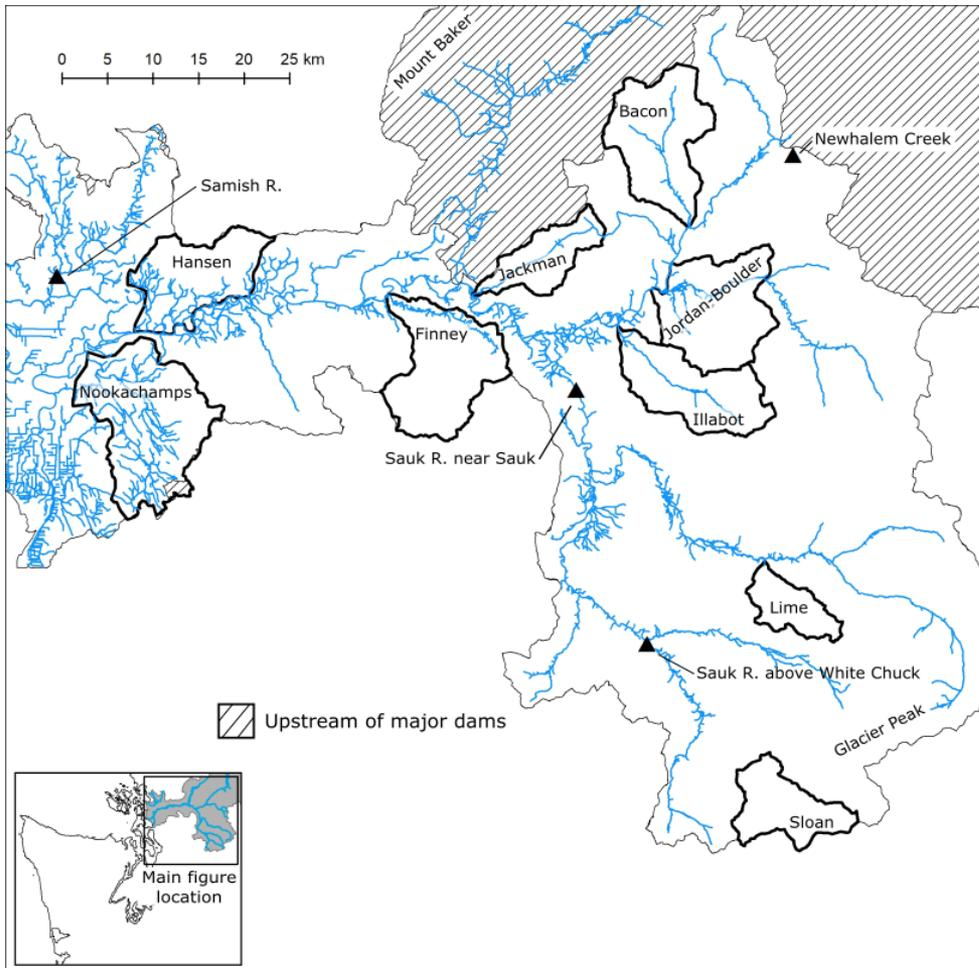 0 5 10 15 20 25 km
Mount Baker
Bacon
Newhalem Creek
Samish R.
Hansen
Jackman
Jordan-Boulder
Finney
Nookachamps
Illabot
Sauk R. near Sauk
Lime
Sauk R. above White Chuck
Upstream of major dams
Glacier Peak
Sloan
Main figure
location